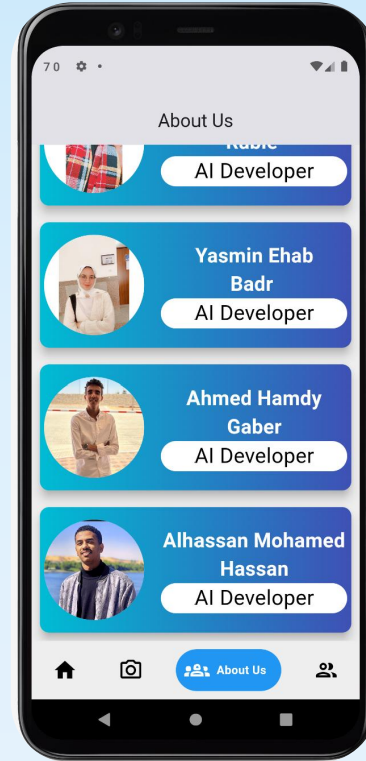 70
About Us
AI Developer
Yasmin Ehab
Badr
AI Developer
Ahmed Hamdy
Gaber
AI Developer
Alhassan Mohamed
Hassan
AI Developer
About Us